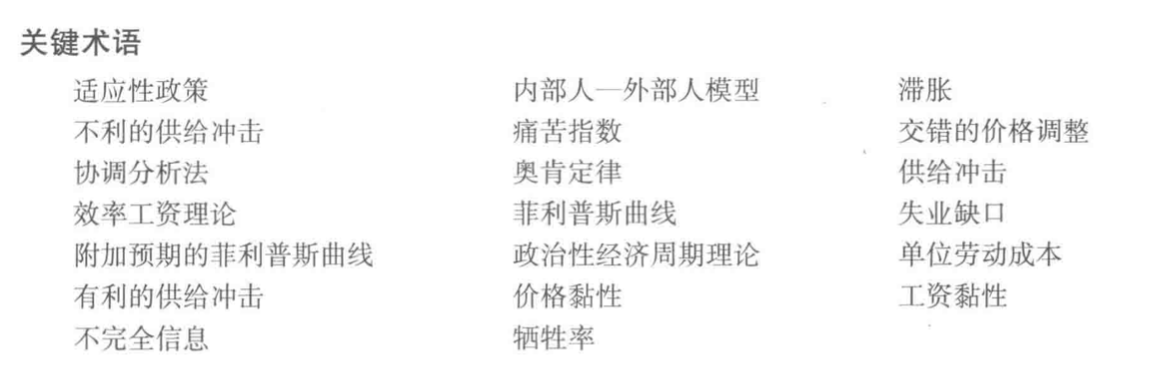 关键术语
适应性政策 内部人—外部人模型 滞胀
不利的供给冲击 痛苦指数 交错的价格调整
协调分析法 奥肯定律 供给冲击
效率工资理论 菲利普斯曲线 失业缺口
附加预期的菲利普斯曲线 政治性经济周期理论 单位劳动成本
有利的供给冲击 价格黏性 工资黏性
不完全信息 牺牲率